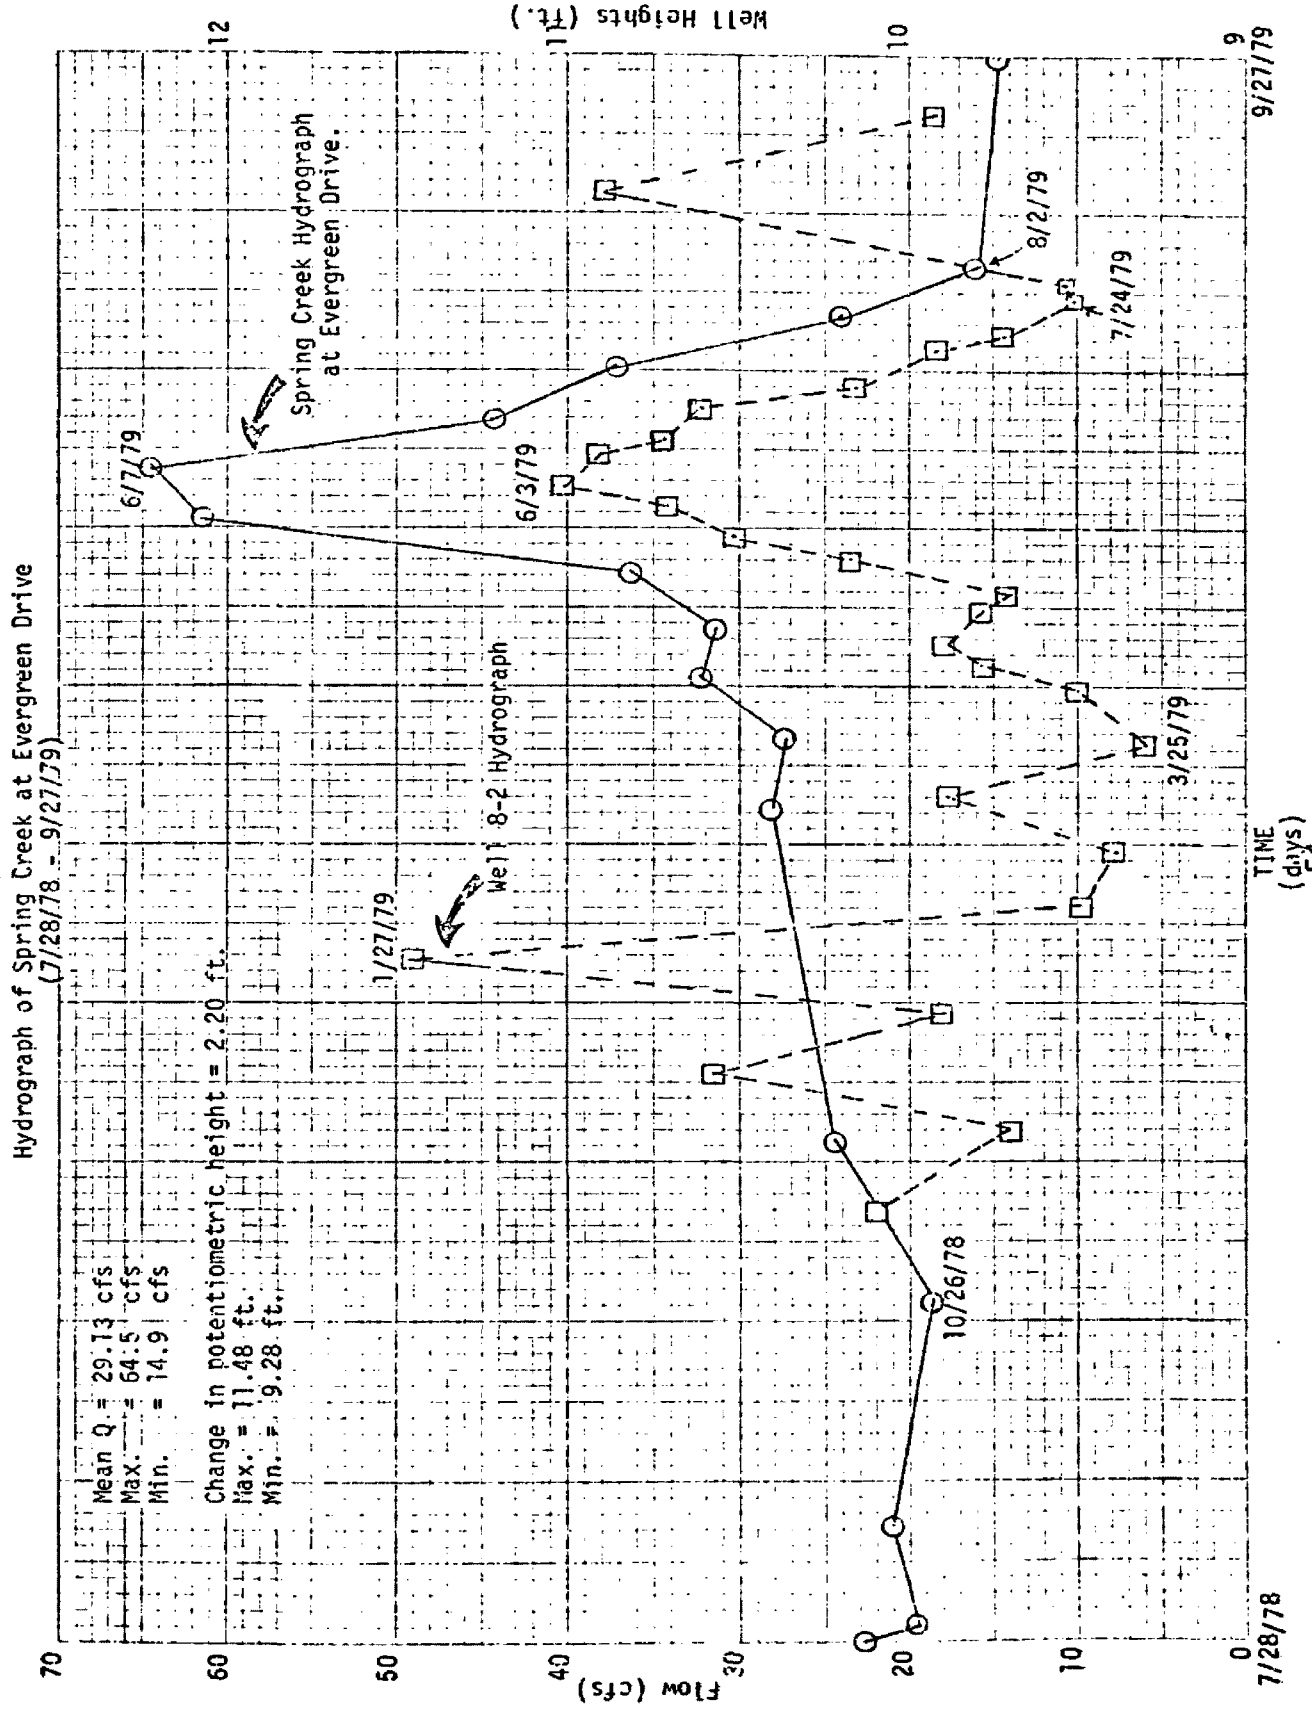 Hydrograph of Spring Creek at Evergreen Drive
(7/28/78 - 9/27/79)
Mean Q = 29.13 cfs
Max. = 64.5 cfs
Min. = 14.9 cfs
Change in potentiometric height = 2.20 ft.
Max. = 11.48 ft.
Min. = 9.28 ft.
Spring Creek Hydrograph
at Evergreen Drive.
Well 8-2 Hydrograph
6/7/79
1/27/79
6/3/79
8/2/79
7/24/79
3/25/79
10/26/78
70
60
50
40
30
20
10
0
Flow (cfs)
12
11
10
9
Well Heights (ft.)
7/28/78
TIME
(days)
9/27/79